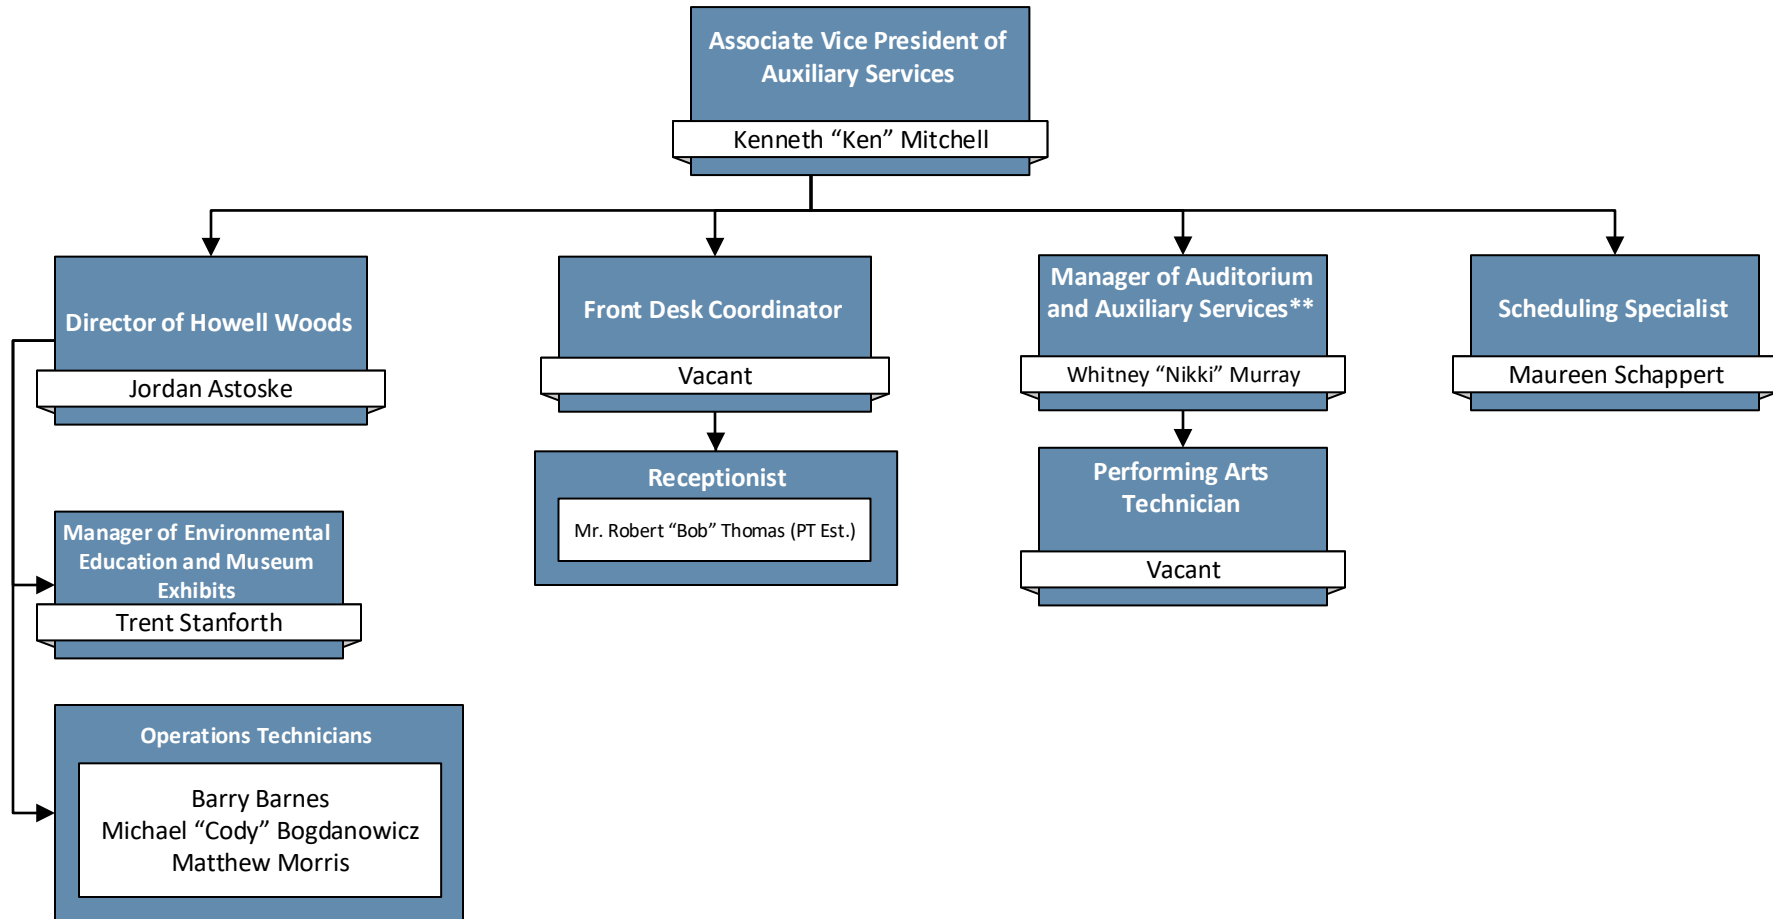 Associate Vice President of
Auxiliary Services
Kenneth “Ken” Mitchell
Director of Howell Woods
Jordan Astoske
Manager of Environmental
Education and Museum
Exhibits
Trent Stanforth
Operations Technicians
Barry Barnes
Michael “Cody” Bogdanowicz
Matthew Morris
Front Desk Coordinator
Vacant
Receptionist
Mr. Robert “Bob” Thomas (PT Est.)
Manager of Auditorium
and Auxiliary Services**
Whitney “Nikki” Murray
Performing Arts
Technician
Vacant
Scheduling Specialist
Maureen Schappert